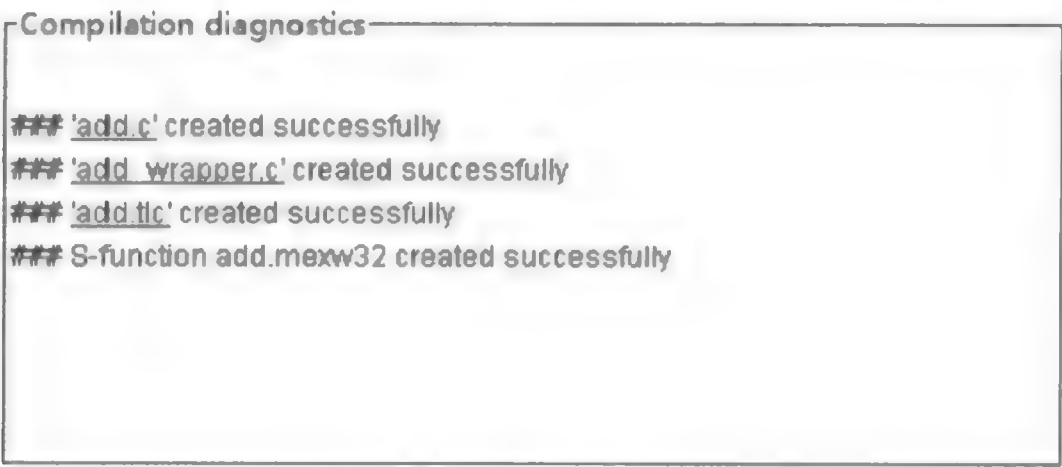 Compilation diagnostics
### 'add.c' created successfully
### 'add_wrapper.c' created successfully
### 'add.tlc' created successfully
### S-function add.mexw32 created successfully